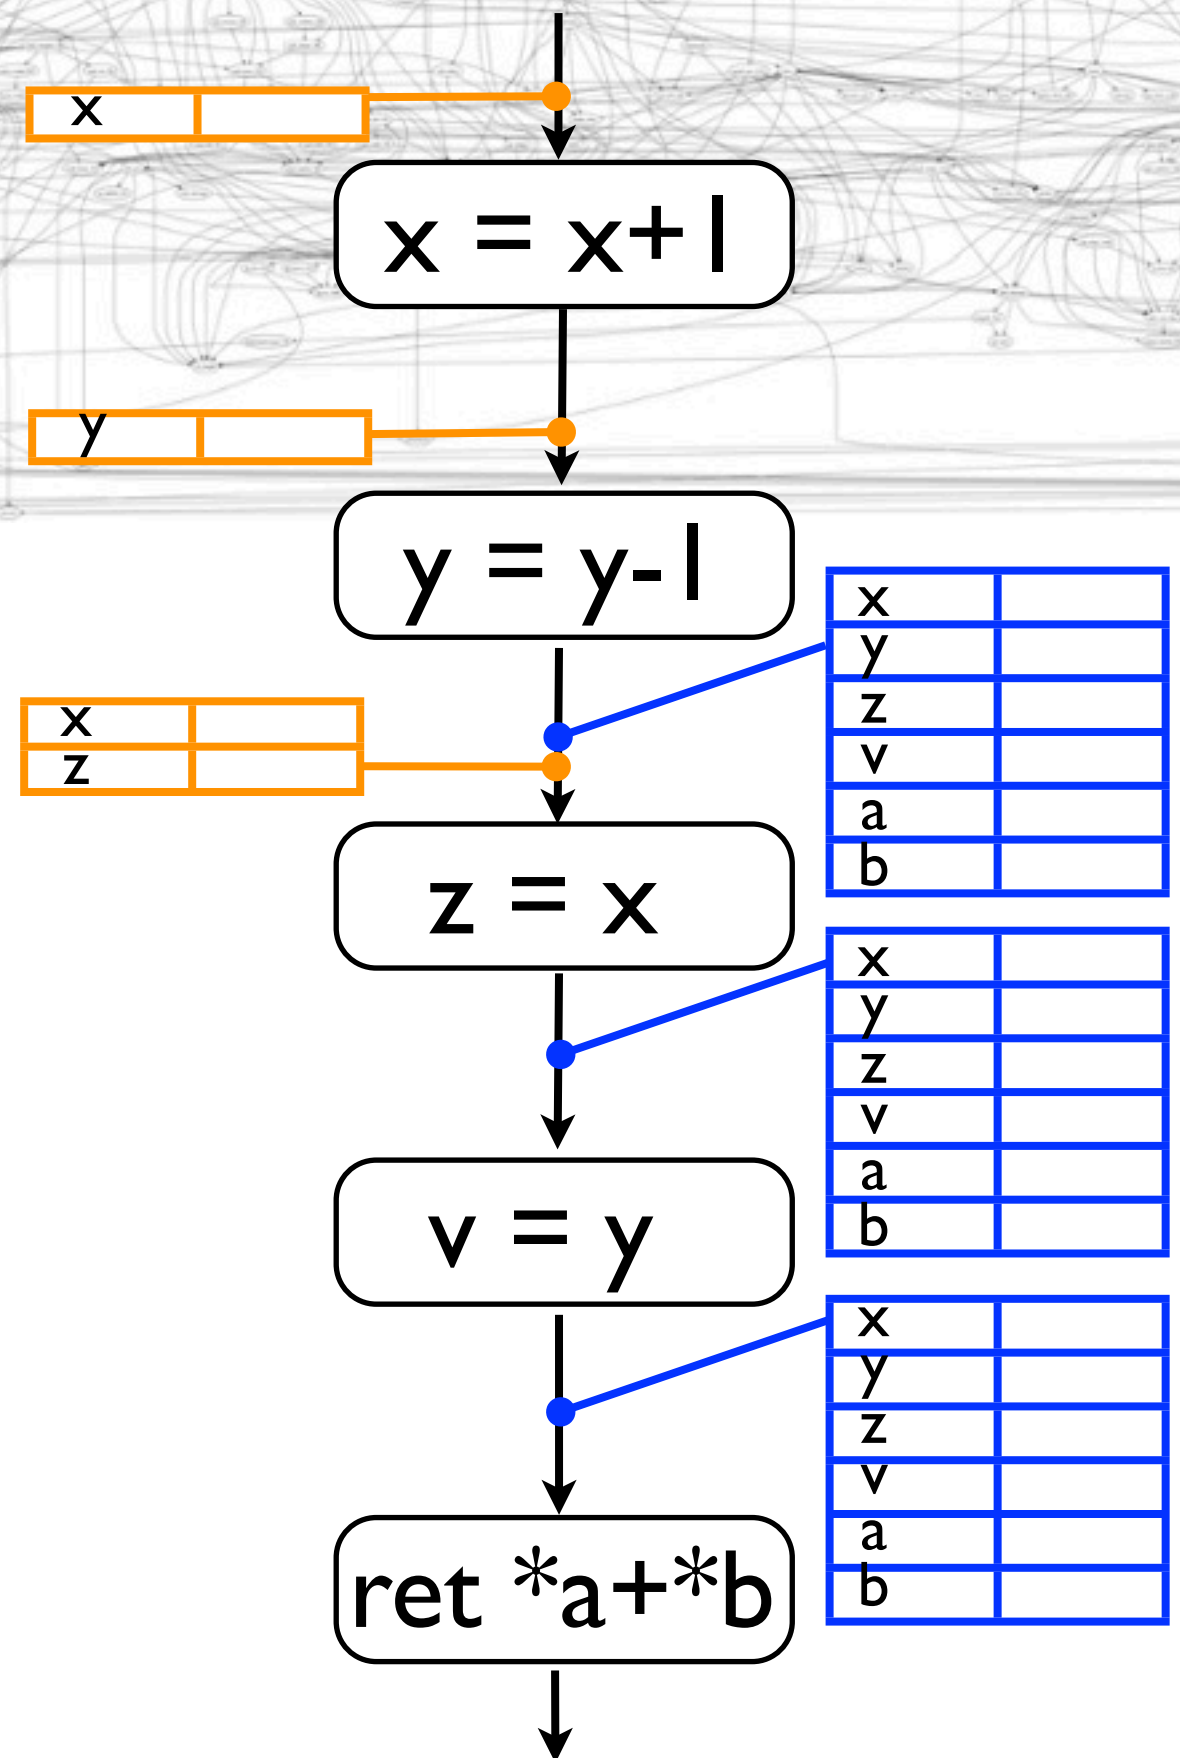 x
x = x+1
y
y = y-1
x
z
x
y
z
v
a
b
z = x
x
y
z
v
a
b
v = y
x
y
z
v
a
b
ret *a+*b